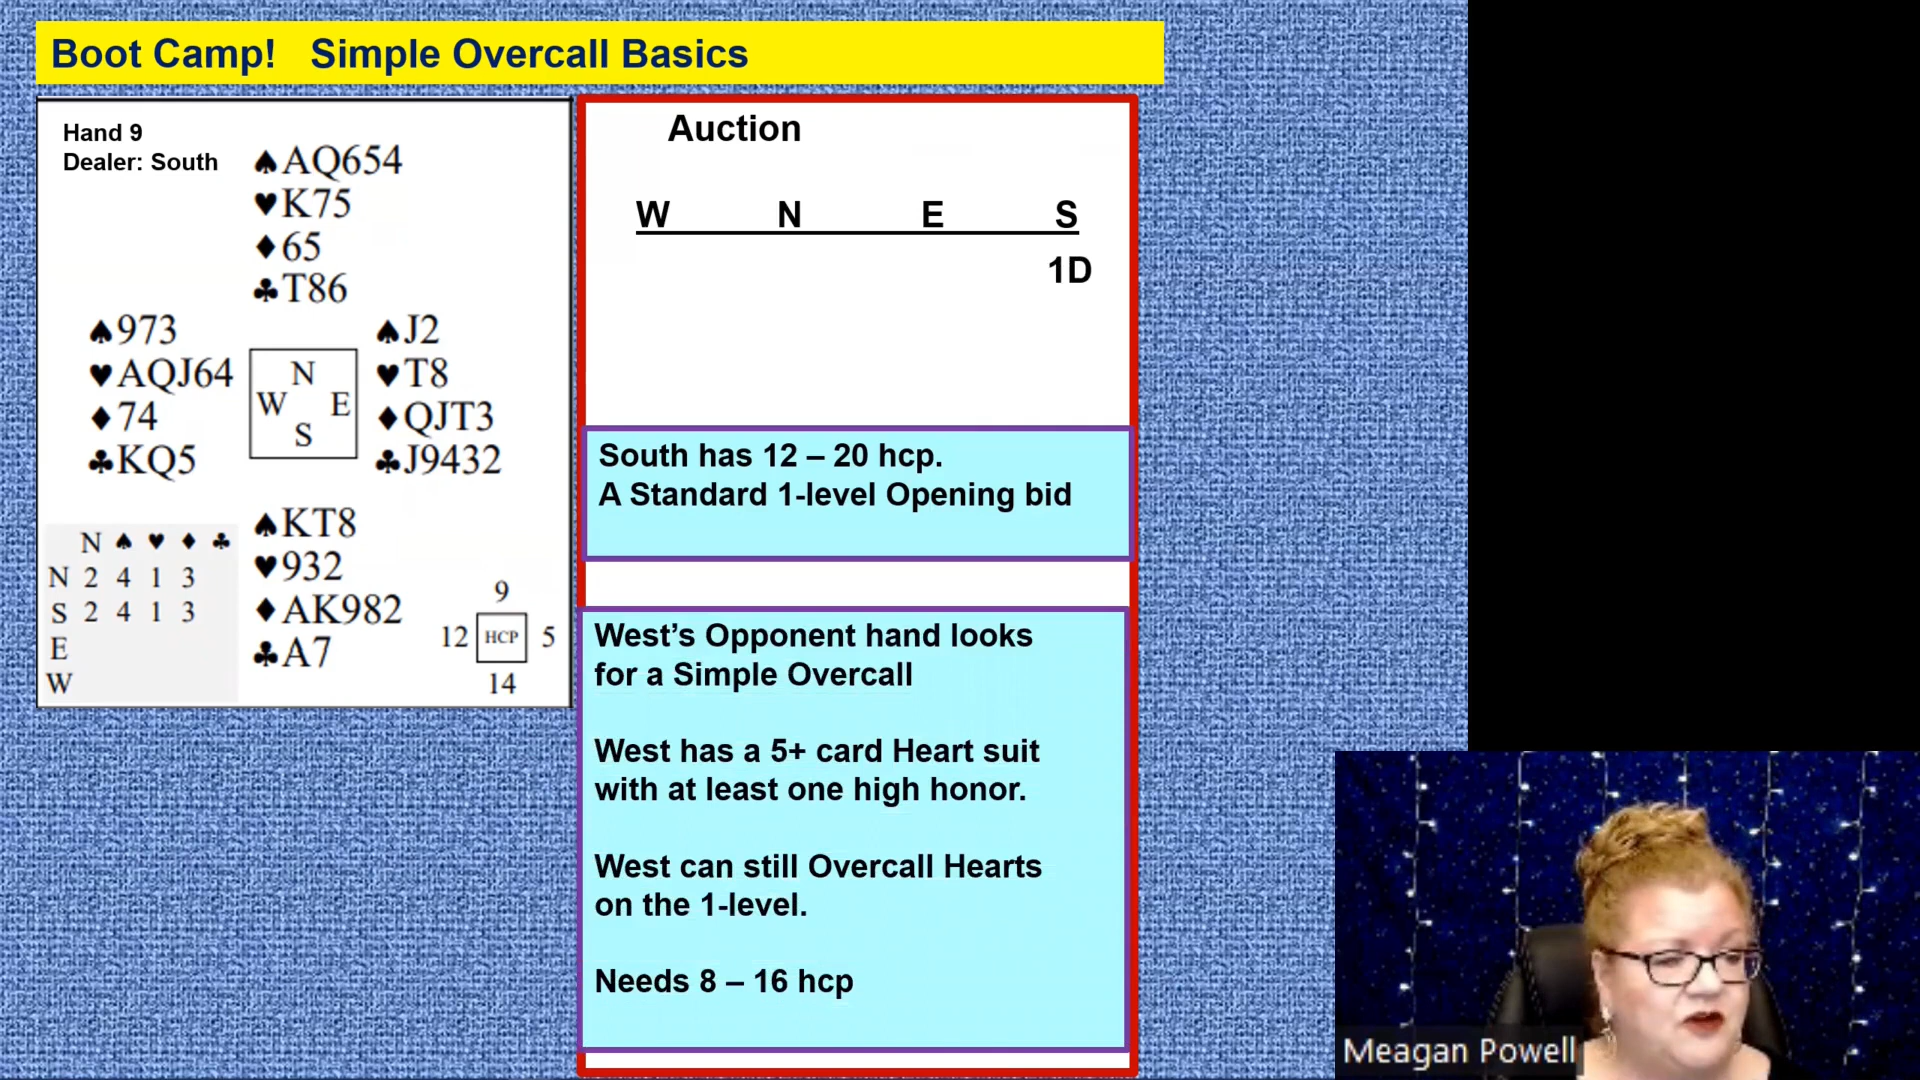 Boot Camp! Simple Overcall Basics
Hand 9
Dealer: South
♠AQ654
♥K75
♦65
♣T86
♠973
♥AQJ64
♦74
♣KQ5
N
W E
S
♠J2
♥T8
♦QJT3
♣J9432
♠KT8
♥932
♦AK982
♣A7
N ♠ ♥ ♦ ♣
N 2 4 1 3
S 2 4 1 3
E
W
9
12 HCP 5
14
Auction
W N E S
1D
South has 12 – 20 hcp.
A Standard 1-level Opening bid
West’s Opponent hand looks
for a Simple Overcall
West has a 5+ card Heart suit
with at least one high honor.
West can still Overcall Hearts
on the 1-level.
Needs 8 – 16 hcp
Meagan Powell